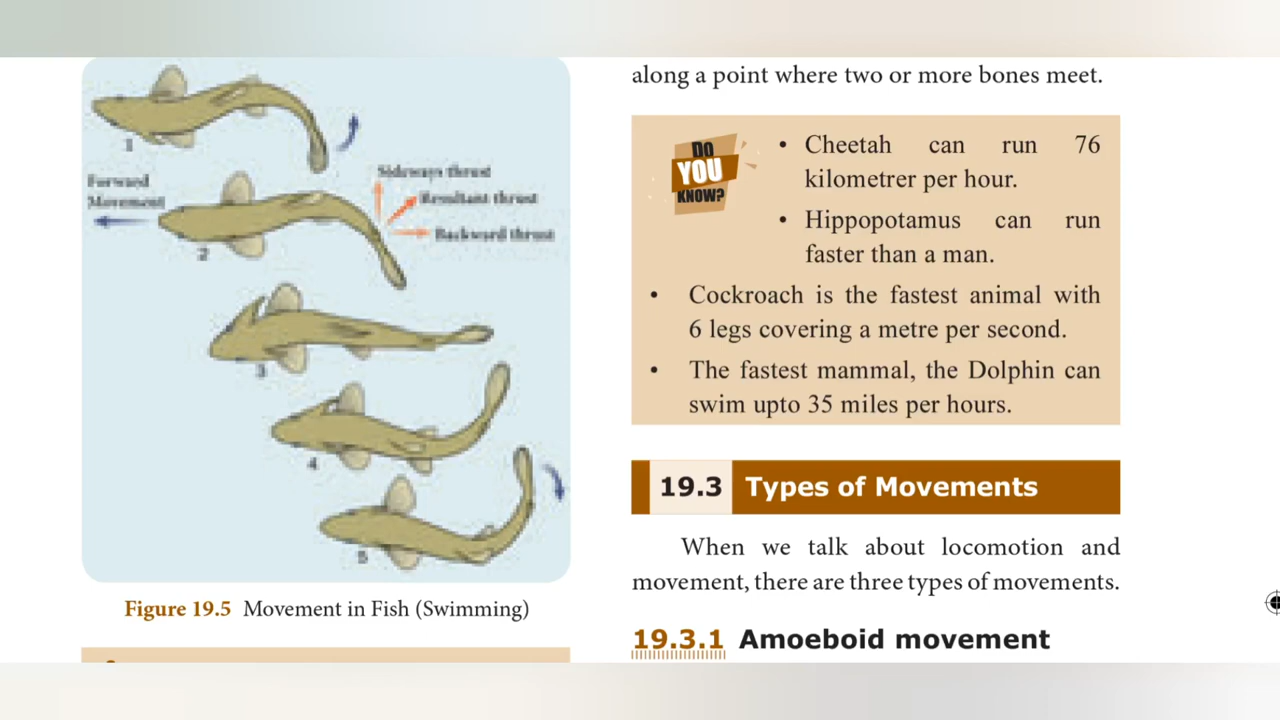 1
Forward
Movement
Sideways thrust
Resultant thrust
Backward thrust
2
3
4
5
Figure 19.5 Movement in Fish (Swimming)
along a point where two or more bones meet.
DO
YOU
KNOW?
• Cheetah can run 76
kilometrer per hour.
• Hippopotamus can run
faster than a man.
• Cockroach is the fastest animal with
6 legs covering a metre per second.
• The fastest mammal, the Dolphin can
swim upto 35 miles per hours.
19.3 Types of Movements
When we talk about locomotion and
movement, there are three types of movements.
19.3.1 Amoeboid movement